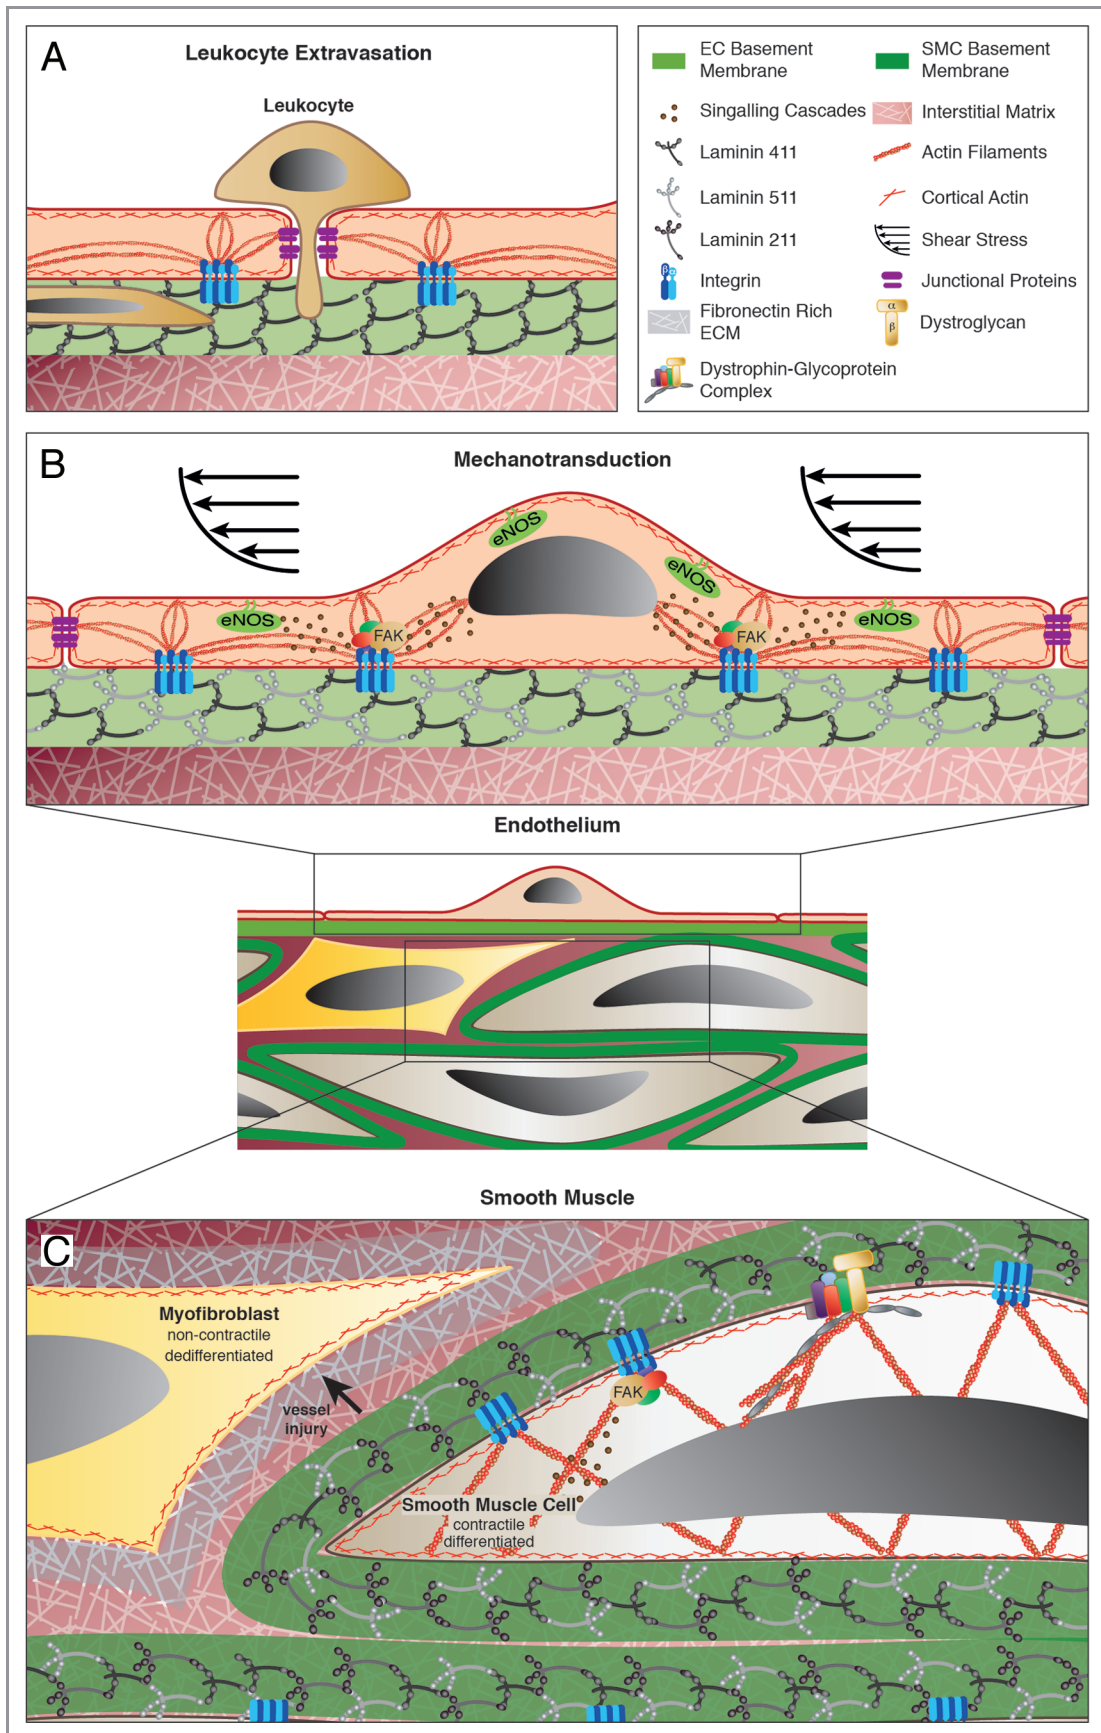 A
Leukocyte Extravasation
Leukocyte
EC Basement
Membrane
SMC Basement
Membrane
Singalling Cascades
Interstitial Matrix
Laminin 411
Actin Filaments
Laminin 511
Cortical Actin
Laminin 211
Shear Stress
β α
Integrin
Junctional Proteins
Fibronectin Rich
ECM
α
β
Dystroglycan
Dystrophin-Glycoprotein
Complex
B
Mechanotransduction
eNOS
eNOS
eNOS
eNOS
FAK
FAK
Endothelium
Smooth Muscle
C
Myofibroblast
non-contractile
dedifferentiated
vessel
injury
FAK
Smooth Muscle Cell
contractile
differentiated